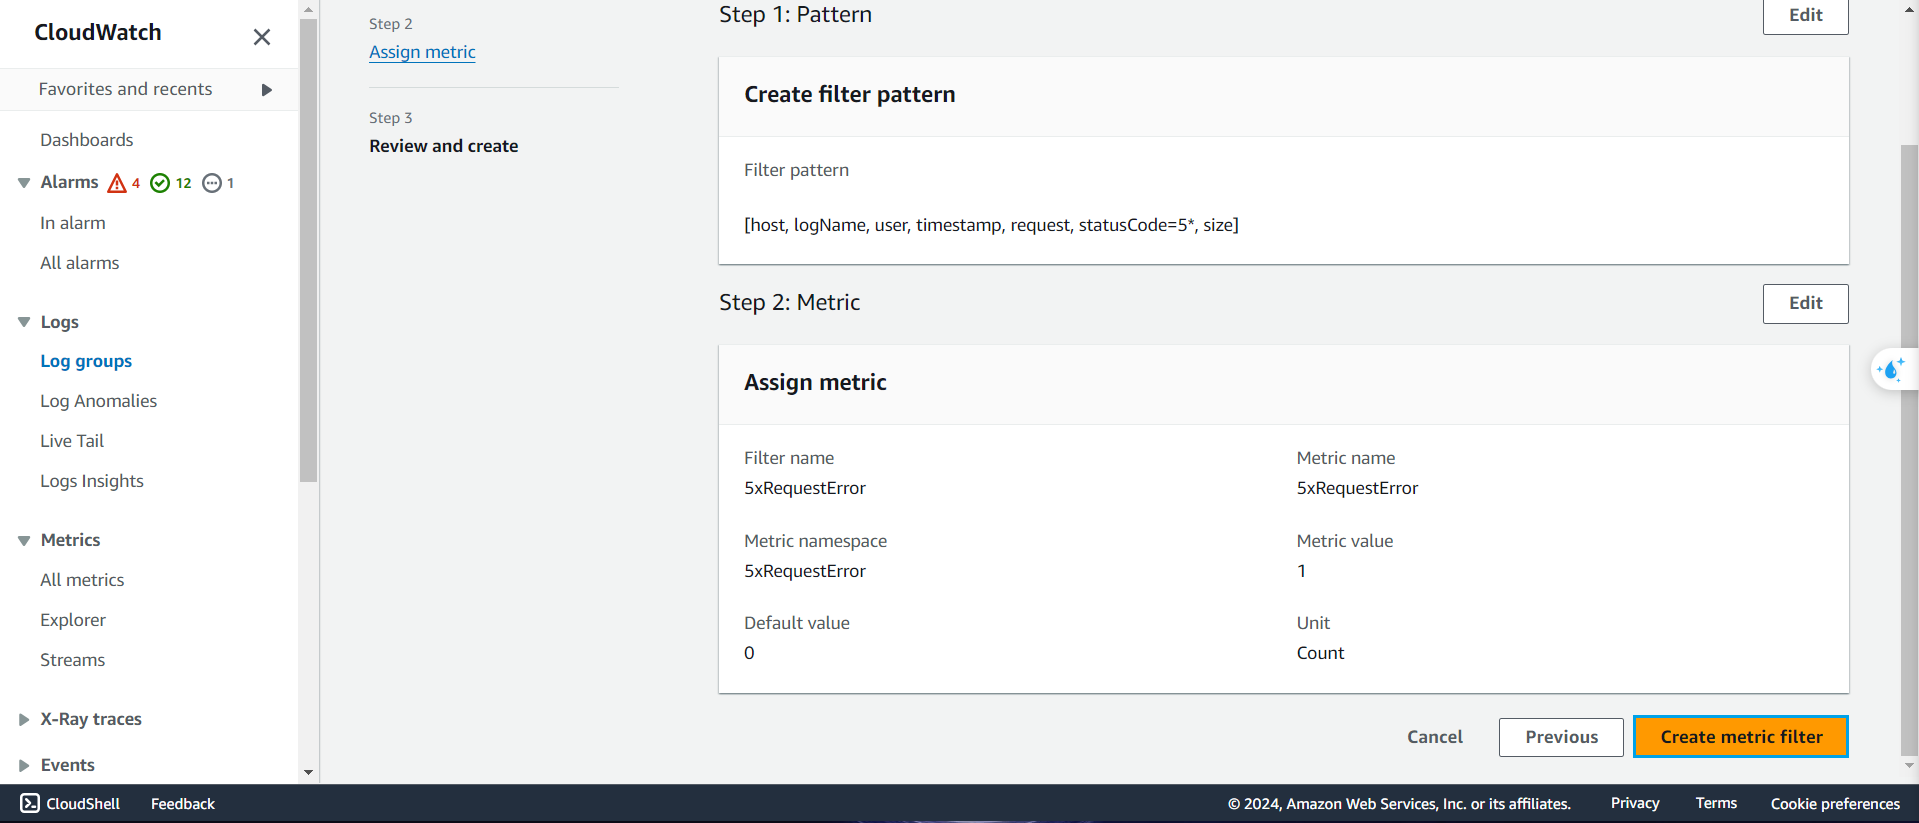 CloudWatch
Favorites and recents
Dashboards
Alarms 4 12 1
In alarm
All alarms
Logs
Log groups
Log Anomalies
Live Tail
Logs Insights
Metrics
All metrics
Explorer
Streams
X-Ray traces
Events
Step 2
Assign metric
Step 3
Review and create
Step 1: Pattern
Edit
Create filter pattern
Filter pattern
[host, logName, user, timestamp, request, statusCode=5*, size]
Step 2: Metric
Edit
Assign metric
Filter name
5xRequestError
Metric name
5xRequestError
Metric namespace
5xRequestError
Metric value
1
Default value
0
Unit
Count
Cancel
Previous
Create metric filter
CloudShell
Feedback
© 2024, Amazon Web Services, Inc. or its affiliates.
Privacy
Terms
Cookie preferences